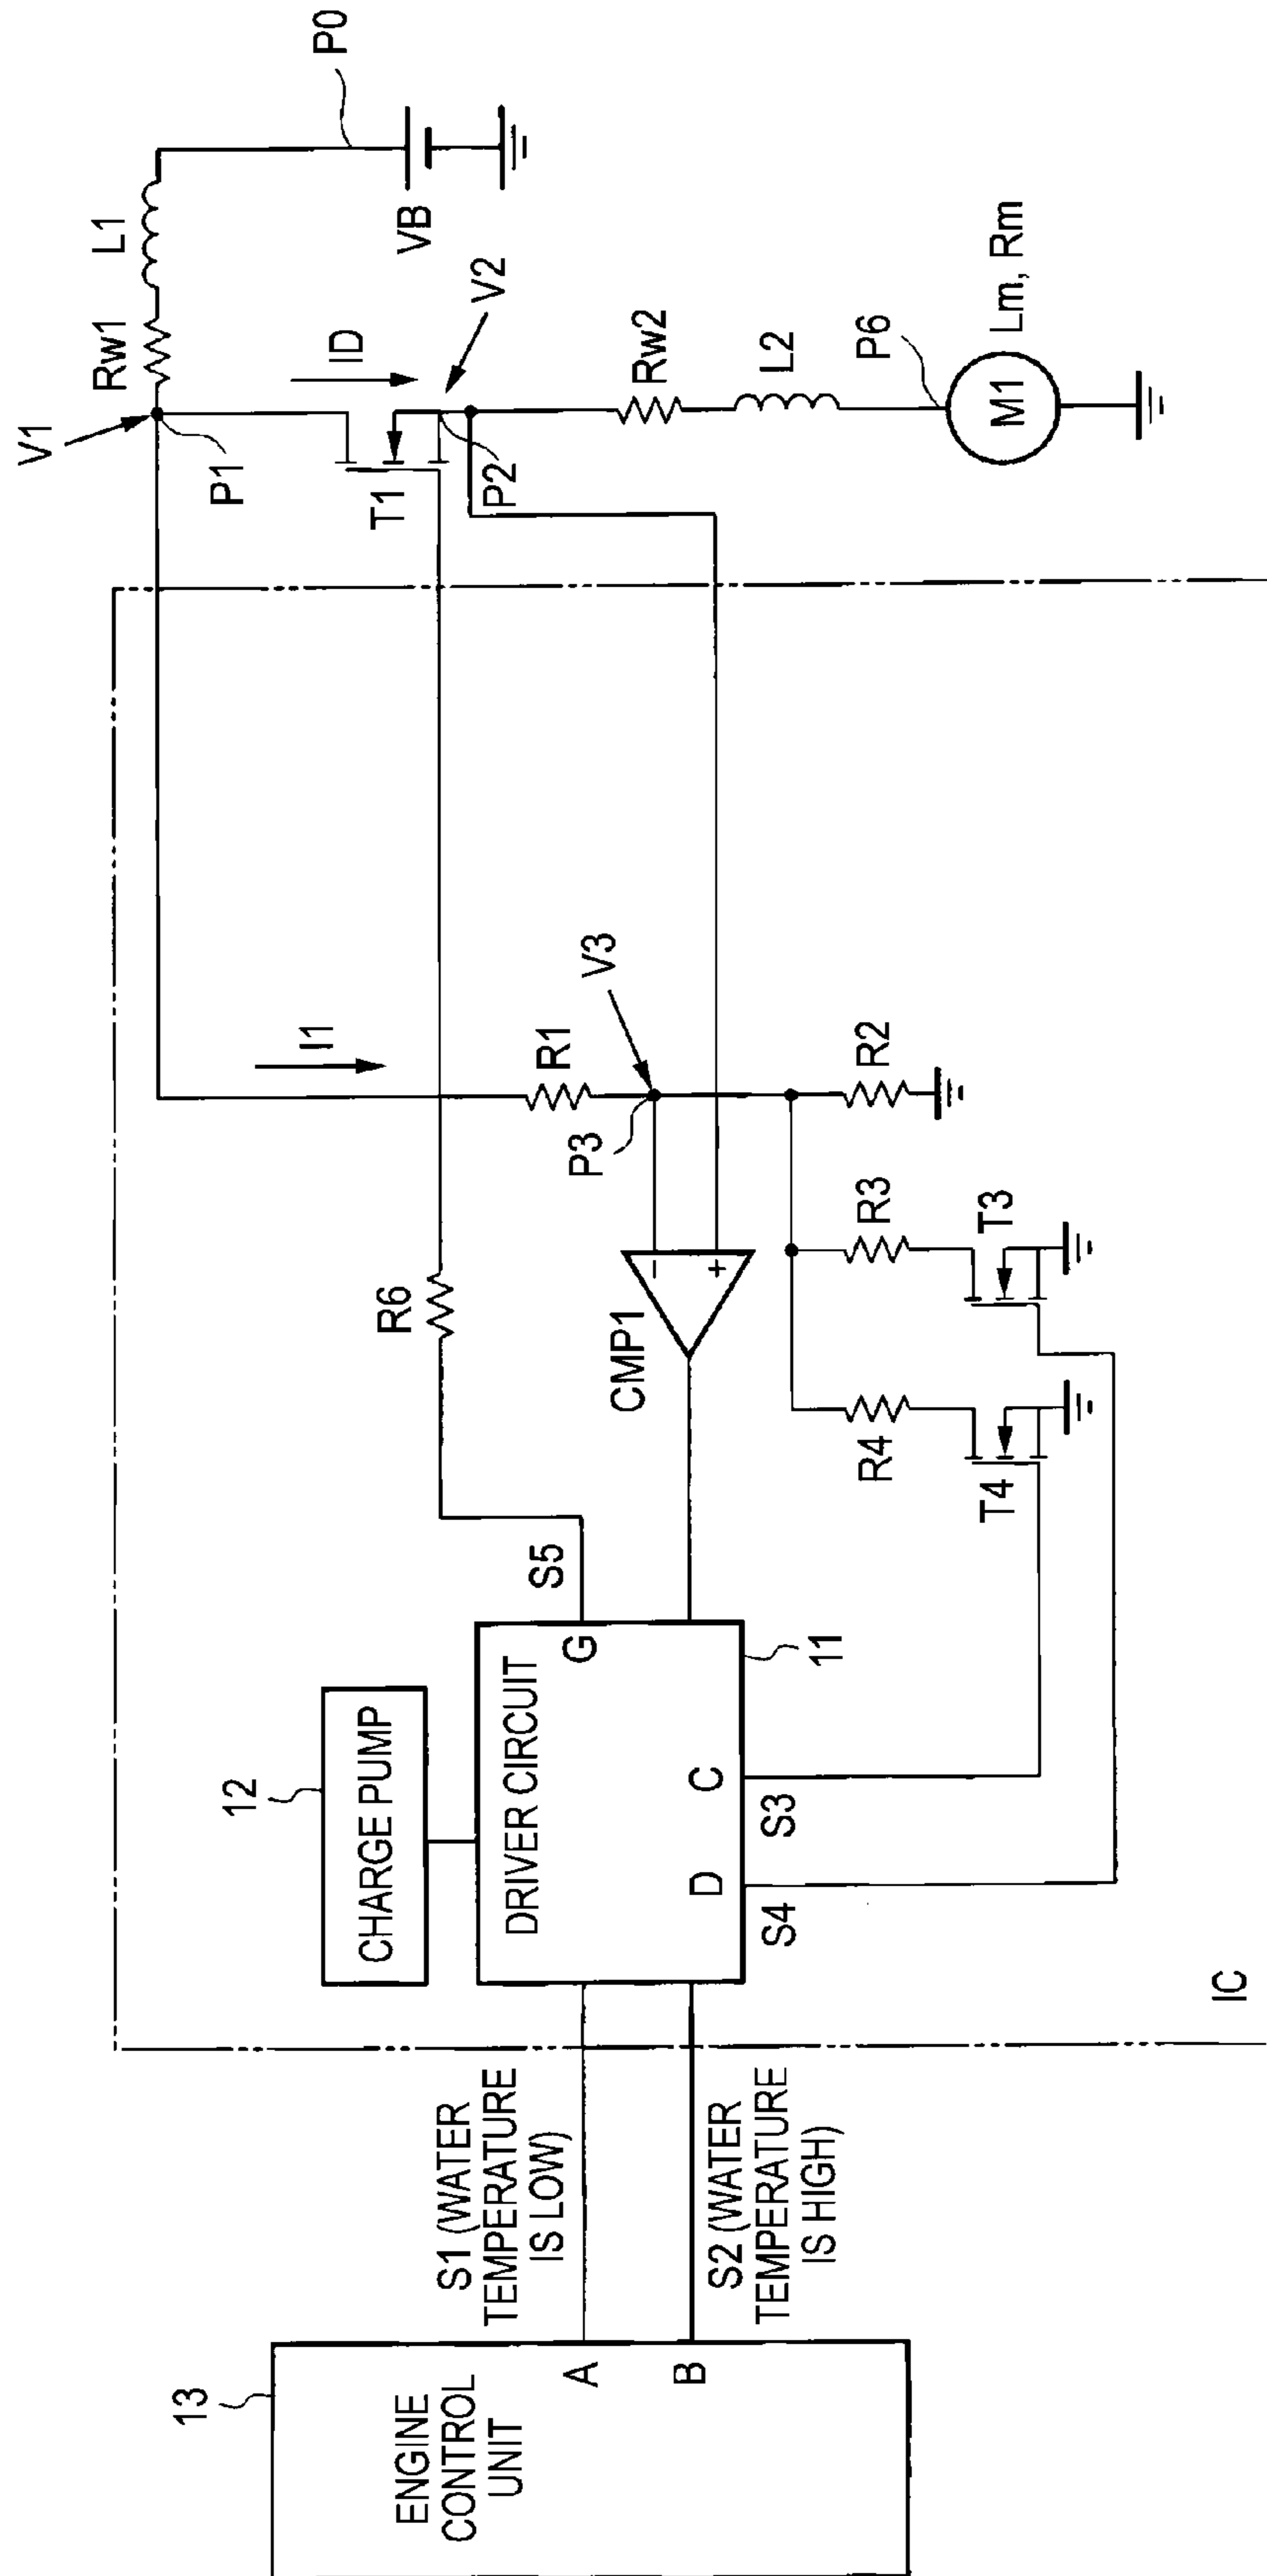 13
ENGINE
CONTROL
UNIT
A
B
S1 (WATER
TEMPERATURE
IS LOW)
S2 (WATER
TEMPERATURE
IS HIGH)
12
CHARGE PUMP
DRIVER CIRCUIT
G
D
C
S5
S4
S3
11
IC
R6
CMP1
-
+
R4
T4
R3
T3
I1
R1
P3
V3
R2
V1
P1
T1
P2
Rw1
ID
V2
L1
VB
P0
Rw2
L2
P6
M1
Lm, Rm